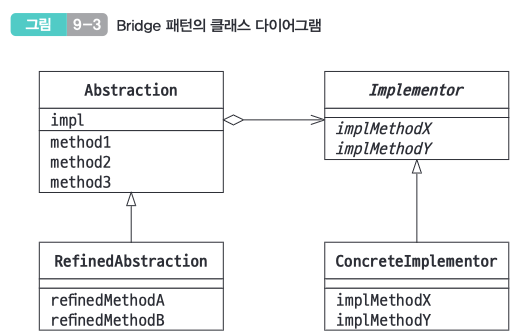 그림 9-3 Bridge 패턴의 클래스 다이어그램
Abstraction
impl
method1
method2
method3
Implementor
implMethodX
implMethodY
RefinedAbstraction
refinedMethodA
refinedMethodB
ConcreteImplementor
implMethodX
implMethodY